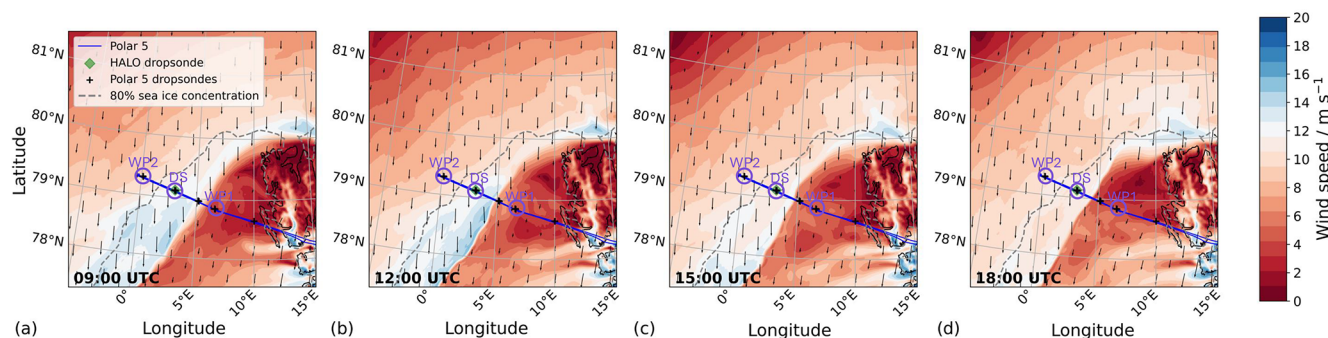 Polar 5
HALO dropsonde
Polar 5 dropsondes
80% sea ice concentration
Latitude
81°N
80°N
79°N
78°N
WP2
DS
WP1
09:00 UTC
0°
5°E
10°E
15°E
Longitude
(a)
81°N
80°N
79°N
78°N
WP2
DS
WP1
12:00 UTC
0°
5°E
10°E
15°E
Longitude
(b)
81°N
80°N
79°N
78°N
WP2
DS
WP1
15:00 UTC
0°
5°E
10°E
15°E
Longitude
(c)
81°N
80°N
79°N
78°N
WP2
DS
WP1
18:00 UTC
0°
5°E
10°E
15°E
Longitude
(d)
20
18
16
14
12
10
8
6
4
2
0
Wind speed / m s⁻¹